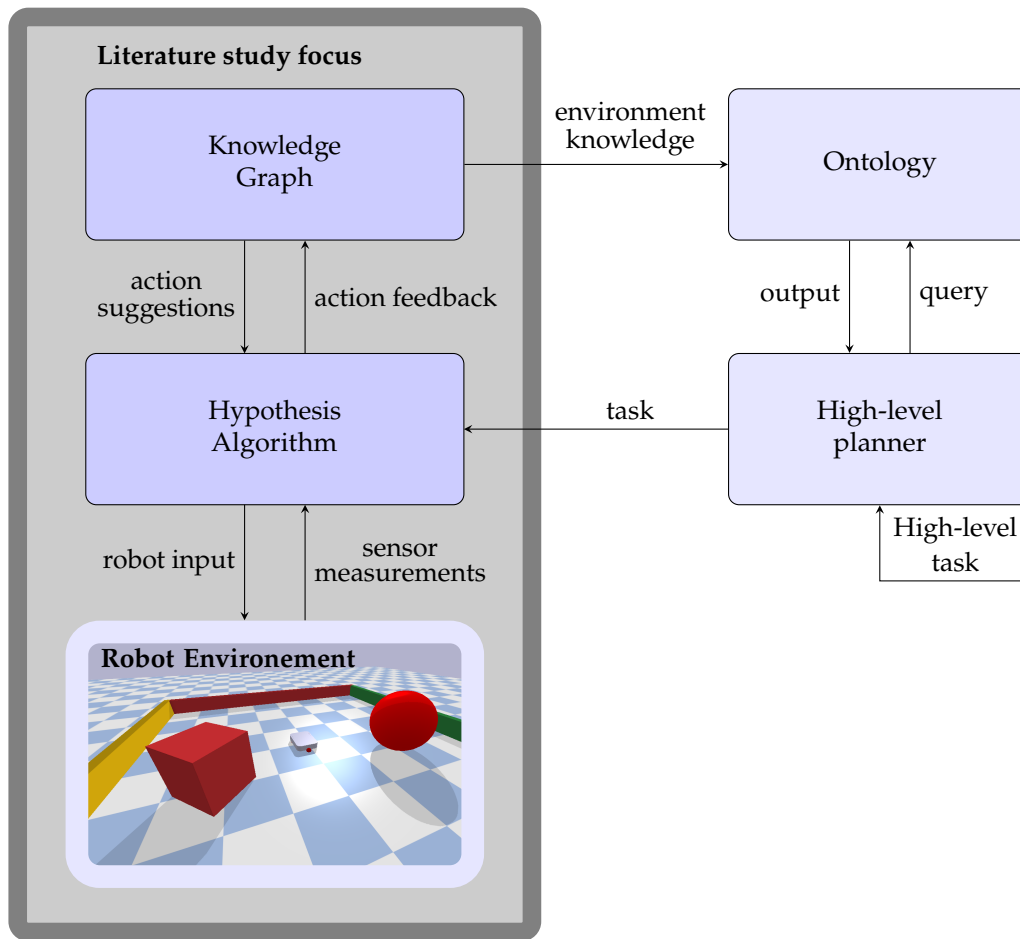 Literature study focus
Knowledge
Graph
environment
knowledge
Ontology
action
suggestions
action feedback
output
query
Hypothesis
Algorithm
task
High-level
planner
robot input
sensor
measurements
High-level
task
Robot Environement